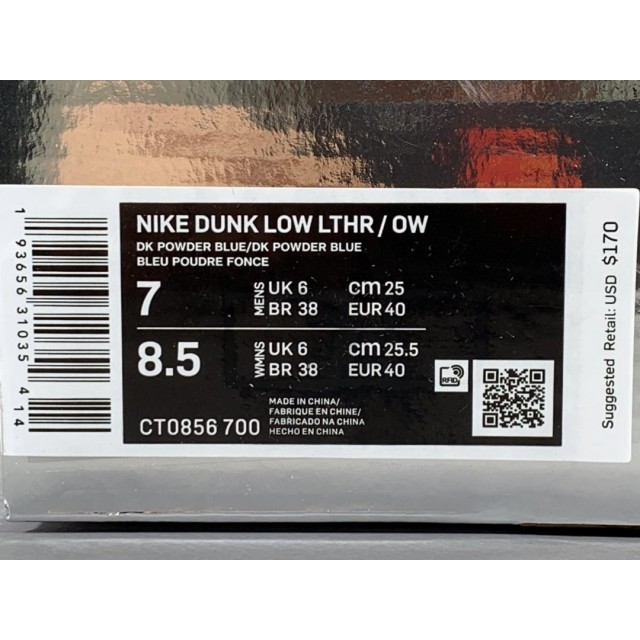 NIKE DUNK LOW LTHR / OW
DK POWDER BLUE/DK POWDER BLUE
BLEU POUDRE FONCE
7 MENS UK 6 cm 25
BR 38 EUR 40
8.5 WMNS UK 6 cm 25.5
BR 38 EUR 40
RFID
CT0856 700
MADE IN CHINA/
FABRIQUE EN CHINE/
FABRICADO NA CHINA
HECHO EN CHINA
1 93656 31035 4 14
Suggested Retail: USD $170